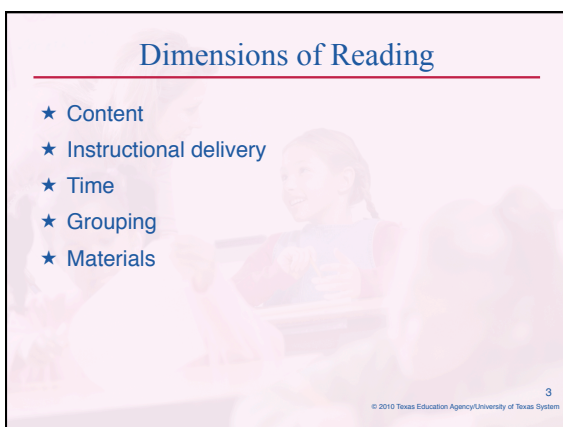 Dimensions of Reading
★ Content
★ Instructional delivery
★ Time
★ Grouping
★ Materials
3
© 2010 Texas Education Agency/University of Texas System